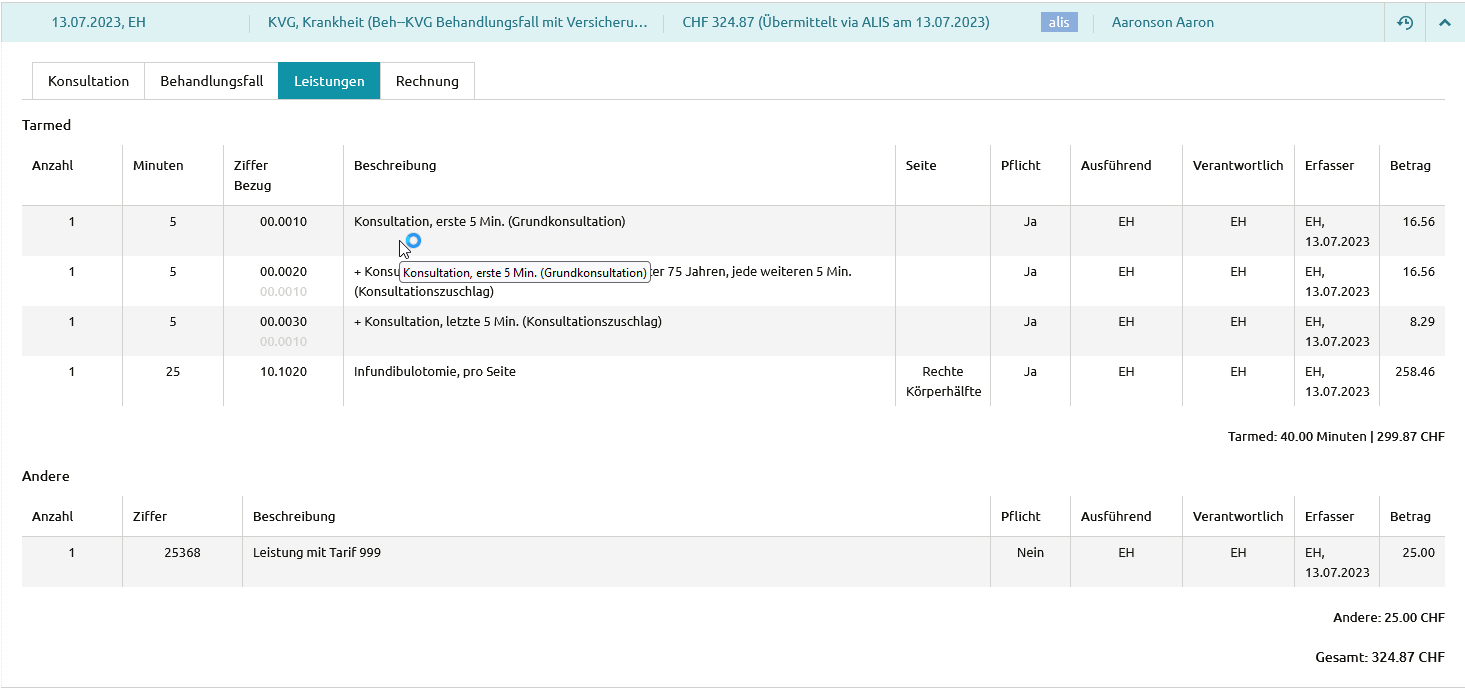 13.07.2023, EH KVG, Krankheit (Beh--KVG Behandlungsfall mit Versicheru... CHF 324.87 (Übermittelt via ALIS am 13.07.2023) alis Aaronson Aaron
Konsultation Behandlungsfall Leistungen Rechnung
Tarmed
Anzahl Minuten Ziffer Beschreibung Seite Pflicht Ausführend Verantwortlich Erfasser Betrag
Bezug
1 5 00.0010 Konsultation, erste 5 Min. (Grundkonsultation) Ja EH EH EH, 16.56
13.07.2023
Konsultation, erste 5 Min. (Grundkonsultation)
1 5 00.0020 + Konsu ter 75 Jahren, jede weiteren 5 Min. Ja EH EH EH, 16.56
00.0010 (Konsultationszuschlag) 13.07.2023
1 5 00.0030 + Konsultation, letzte 5 Min. (Konsultationszuschlag) Ja EH EH EH, 8.29
00.0010 13.07.2023
1 25 10.1020 Infundibulotomie, pro Seite Rechte Ja EH EH EH, 258.46
Körperhälfte 13.07.2023
Tarmed: 40.00 Minuten | 299.87 CHF
Andere
Anzahl Ziffer Beschreibung Pflicht Ausführend Verantwortlich Erfasser Betrag
1 25368 Leistung mit Tarif 999 Nein EH EH EH, 25.00
13.07.2023
Andere: 25.00 CHF
Gesamt: 324.87 CHF